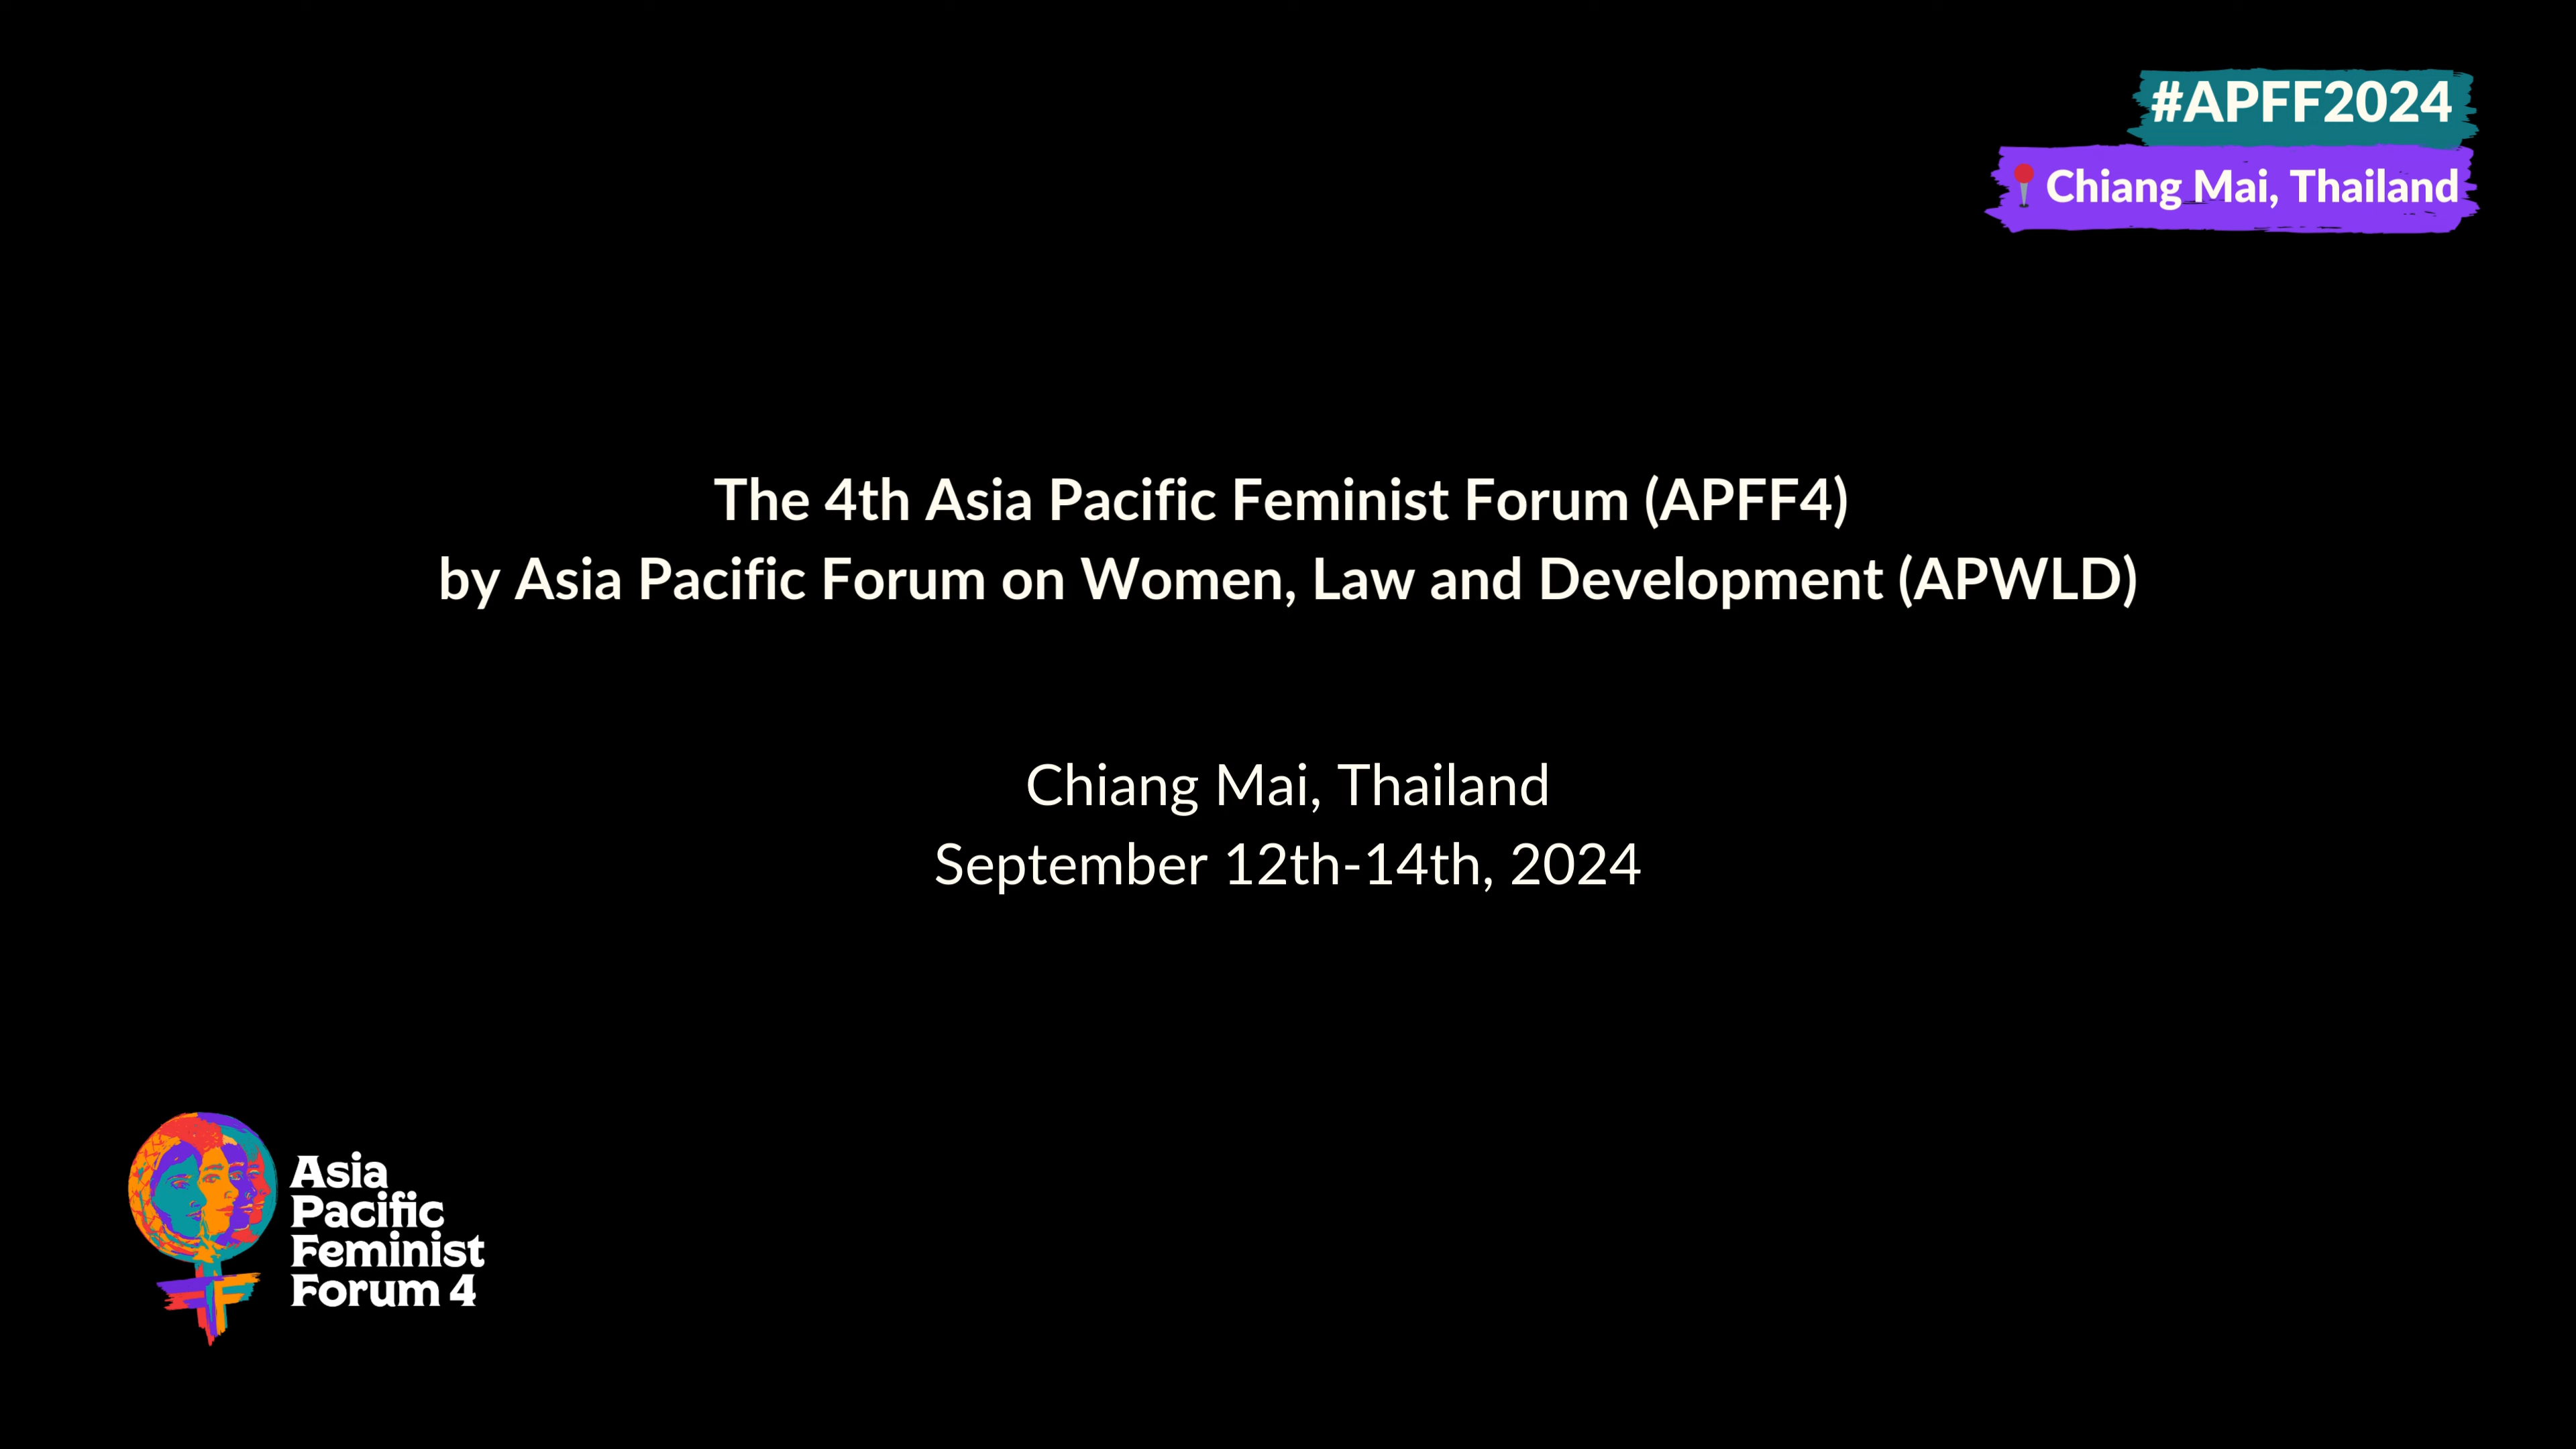 #APFF2024
Chiang Mai, Thailand
The 4th Asia Pacific Feminist Forum (APFF4)
by Asia Pacific Forum on Women, Law and Development (APWLD)
Chiang Mai, Thailand
September 12th-14th, 2024
Asia
Pacific
Feminist
Forum 4